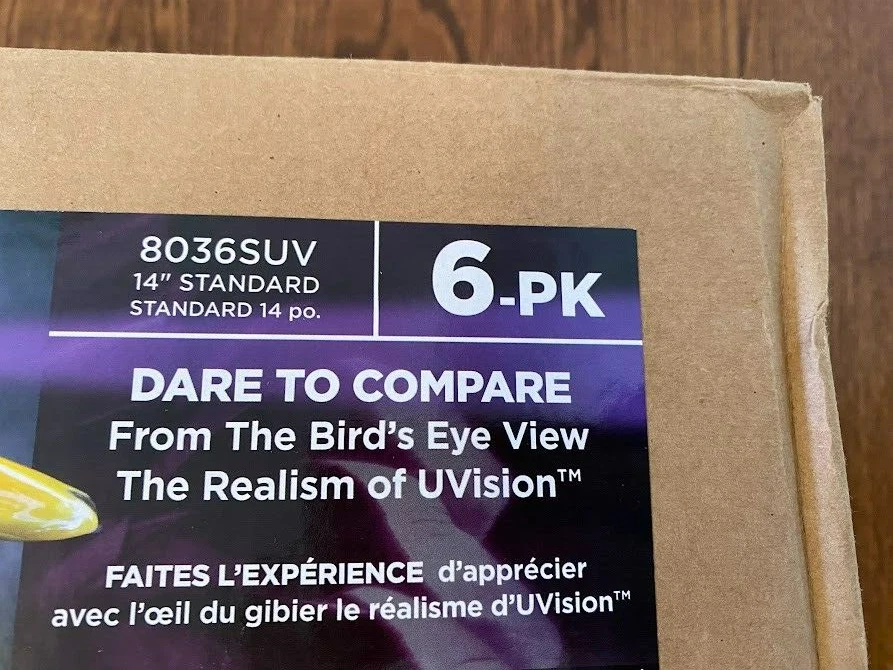 8036SUV
14" STANDARD
STANDARD 14 po.
6-PK
DARE TO COMPARE
From The Bird's Eye View
The Realism of UVision™
FAITES L'EXPÉRIENCE d'apprécier
avec l'œil du gibier le réalisme d'UVision™